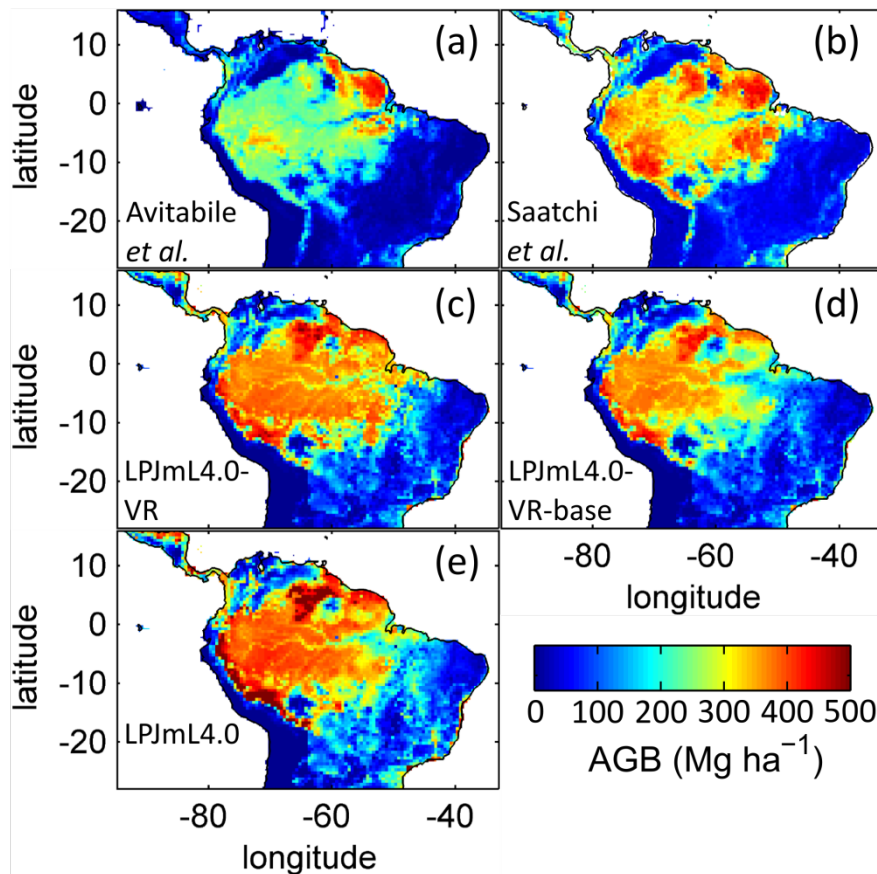 (a)
(b)
latitude
10
0
-10
-20
Avitabile
et al.
Saatchi
et al.
(c)
(d)
latitude
10
0
-10
-20
LPJmL4.0-
VR
LPJmL4.0-
VR-base
-80 -60 -40
longitude
(e)
latitude
10
0
-10
-20
LPJmL4.0
-80 -60 -40
longitude
0 100 200 300 400 500
AGB (Mg ha⁻¹)